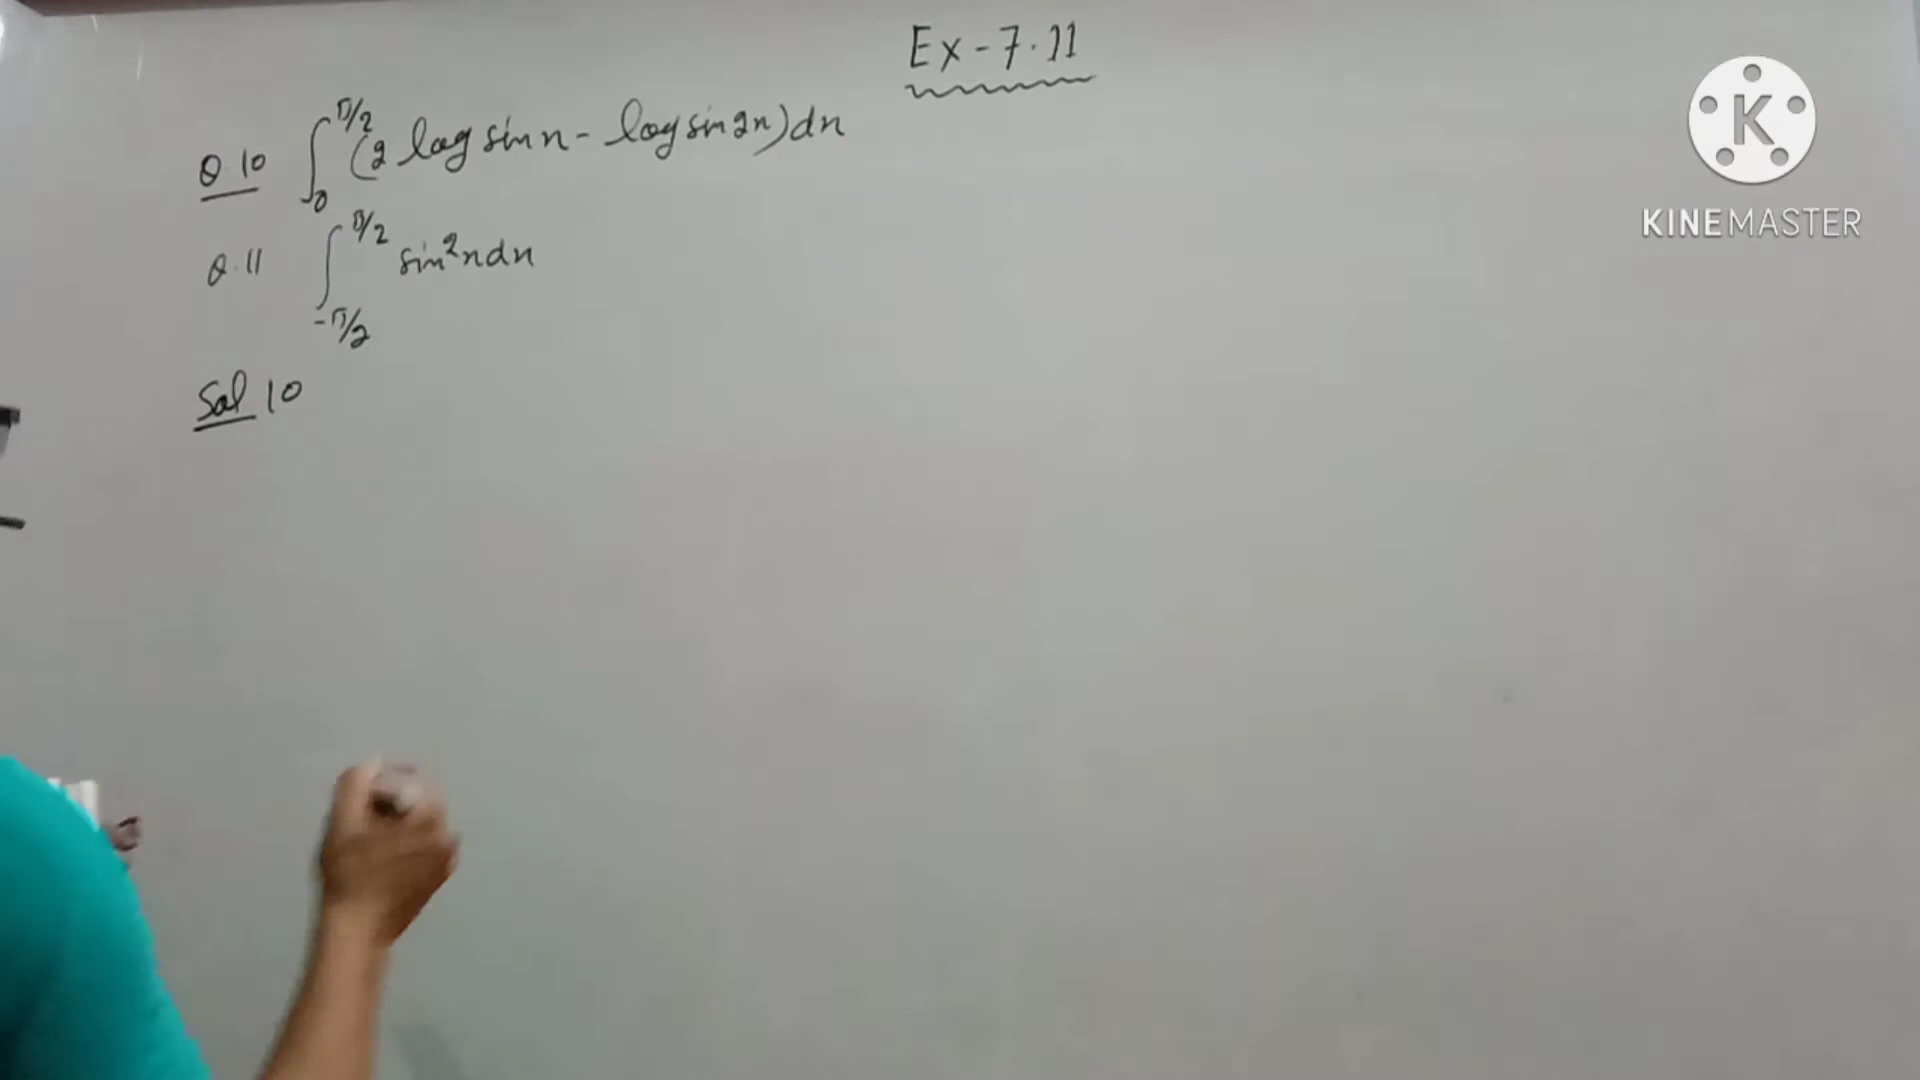 Ex-7.11
Q.10 ∫₀^(π/2) (2 log sin x - log sin 2x) dx
Q.11 ∫_(-π/2)^(π/2) sin²x dx
Sol 10
K
KINEMASTER